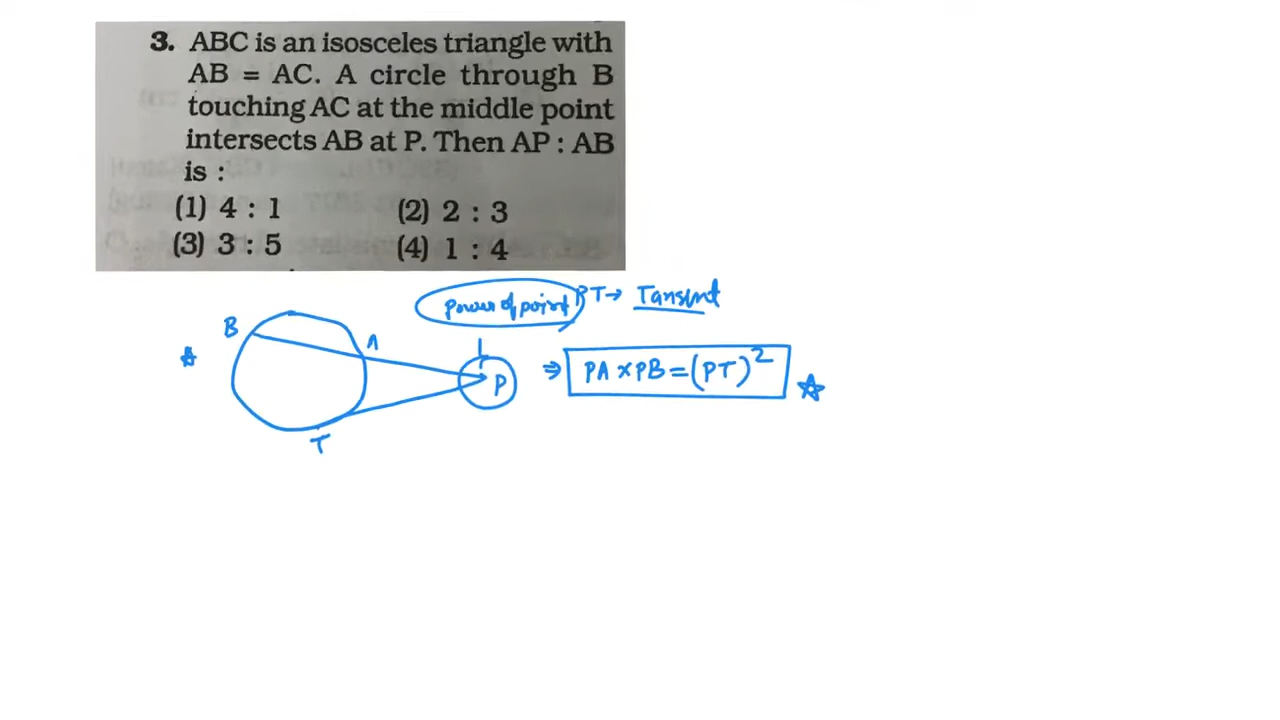 3. ABC is an isosceles triangle with
AB = AC. A circle through B
touching AC at the middle point
intersects AB at P. Then AP : AB
is :
(1) 4 : 1 (2) 2 : 3
(3) 3 : 5 (4) 1 : 4
Power of point PT→ Tangent
B
A
P
T
⇒ PA × PB = (PT)²